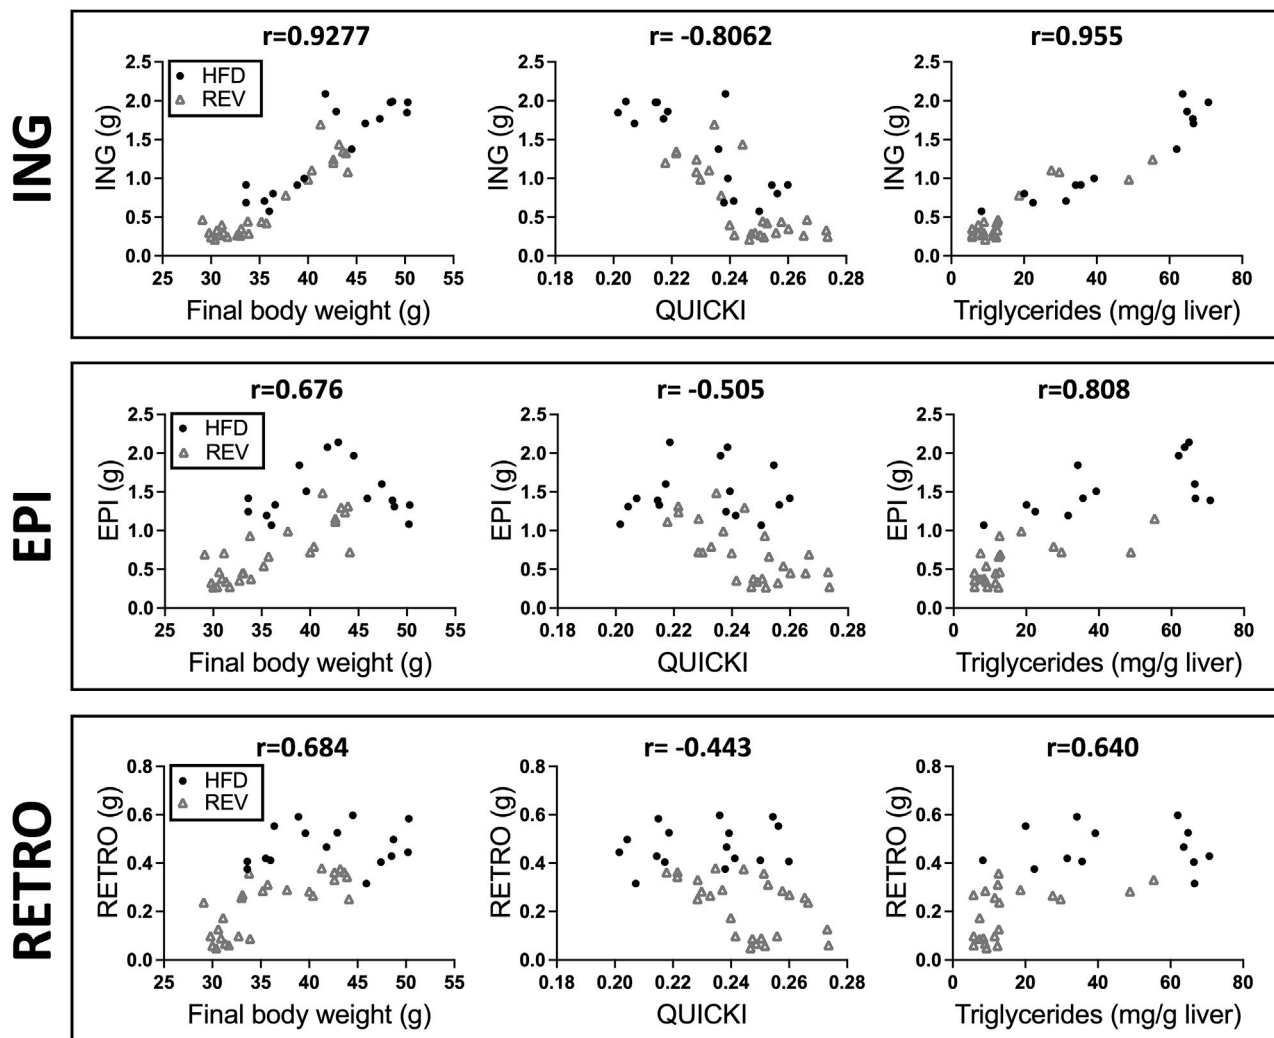 ING
r=0.9277
r= -0.8062
r=0.955
HFD
REV
ING (g)
2.5
2.0
1.5
1.0
0.5
0.0
25 30 35 40 45 50 55
Final body weight (g)
ING (g)
2.5
2.0
1.5
1.0
0.5
0.0
0.18 0.20 0.22 0.24 0.26 0.28
QUICKI
ING (g)
2.5
2.0
1.5
1.0
0.5
0.0
0 20 40 60 80
Triglycerides (mg/g liver)
EPI
r=0.676
r= -0.505
r=0.808
HFD
REV
EPI (g)
2.5
2.0
1.5
1.0
0.5
0.0
25 30 35 40 45 50 55
Final body weight (g)
EPI (g)
2.5
2.0
1.5
1.0
0.5
0.0
0.18 0.20 0.22 0.24 0.26 0.28
QUICKI
EPI (g)
2.5
2.0
1.5
1.0
0.5
0.0
0 20 40 60 80
Triglycerides (mg/g liver)
RETRO
r=0.684
r= -0.443
r=0.640
HFD
REV
RETRO (g)
0.8
0.6
0.4
0.2
0.0
25 30 35 40 45 50 55
Final body weight (g)
RETRO (g)
0.8
0.6
0.4
0.2
0.0
0.18 0.20 0.22 0.24 0.26 0.28
QUICKI
RETRO (g)
0.8
0.6
0.4
0.2
0.0
0 20 40 60 80
Triglycerides (mg/g liver)